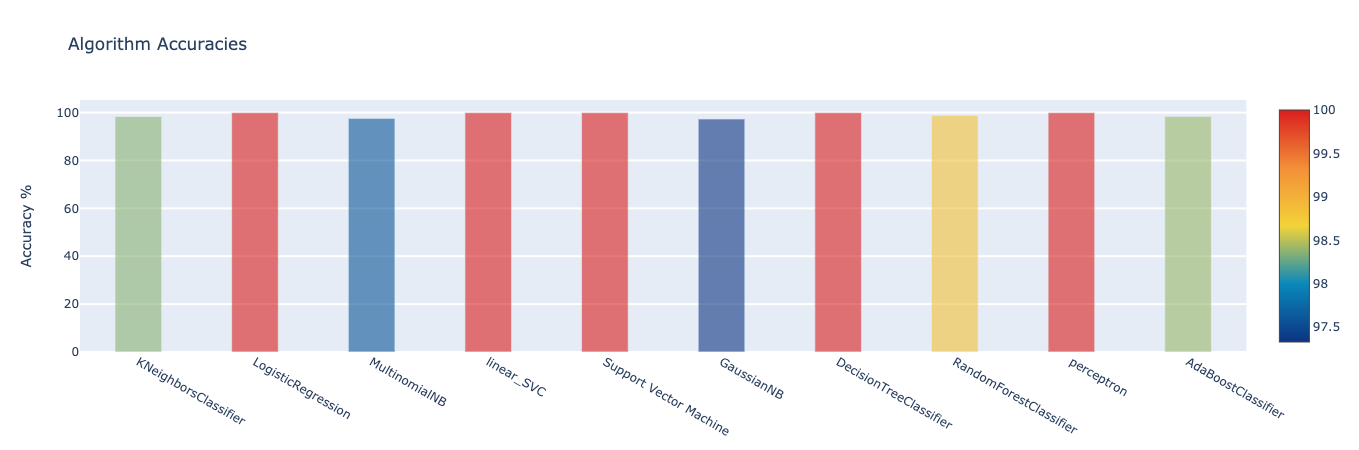 Algorithm Accuracies
Accuracy %
100
80
60
40
20
0
KNeighborsClassifier
LogisticRegression
MultinomialNB
linear_SVC
Support Vector Machine
GaussianNB
DecisionTreeClassifier
RandomForestClassifier
perceptron
AdaBoostClassifier
100
99.5
99
98.5
98
97.5